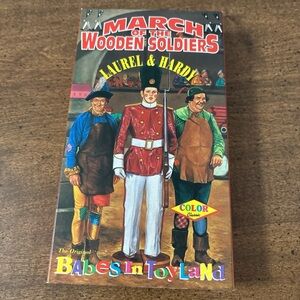 MARCH
OF THE
WOODEN SOLDIERS
LAUREL & HARDY
COLOR
The Original
BABES IN TOYLAND